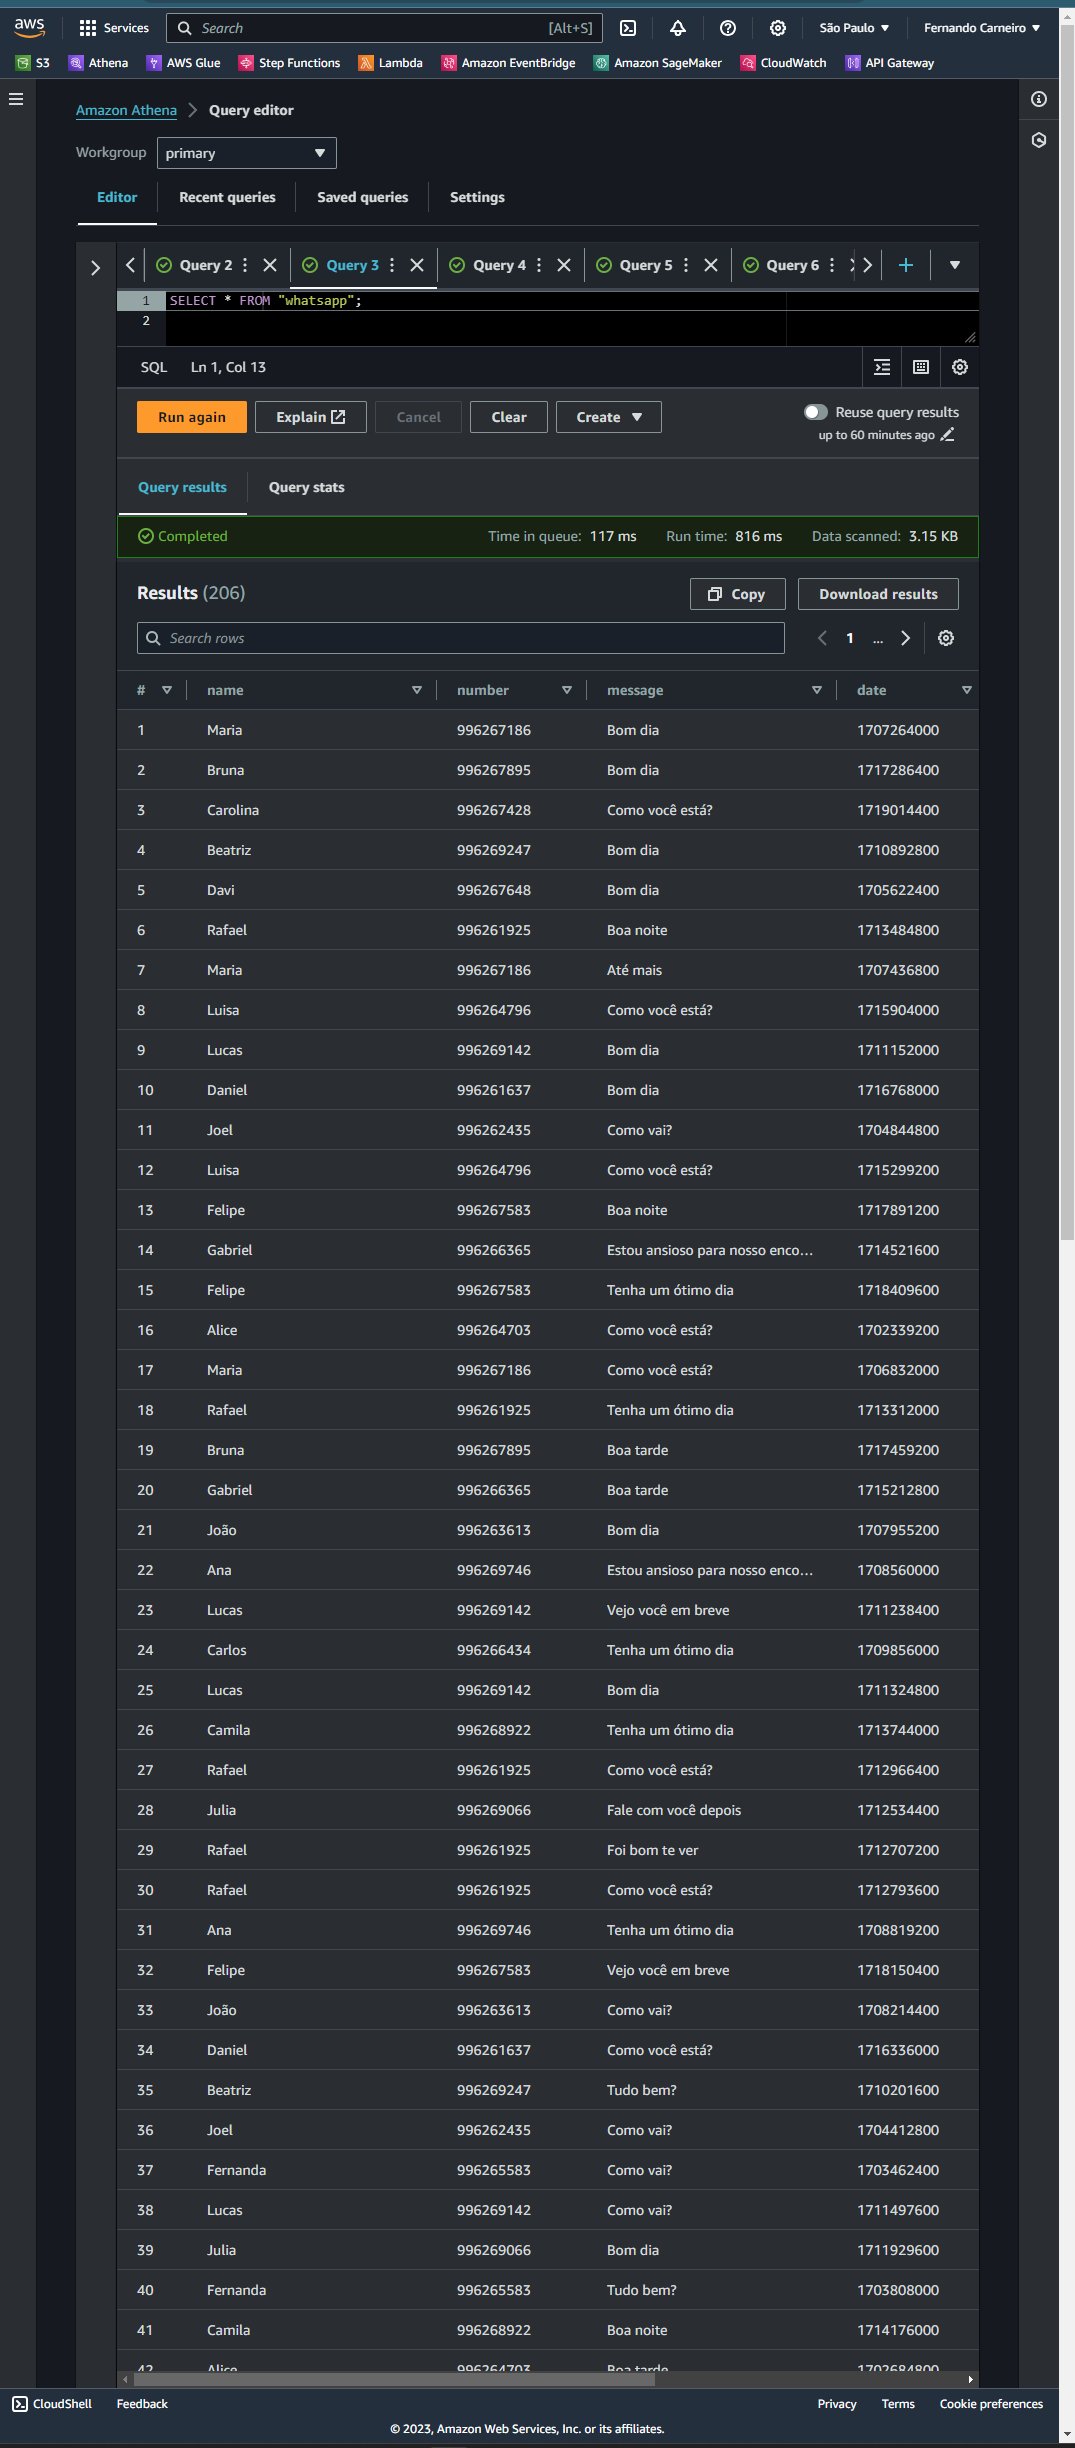 aws Services Search [Alt+S] São Paulo Fernando Carneiro
S3 Athena AWS Glue Step Functions Lambda Amazon EventBridge Amazon SageMaker CloudWatch API Gateway
Amazon Athena Query editor
Workgroup primary
Editor Recent queries Saved queries Settings
Query 2 Query 3 Query 4 Query 5 Query 6
1 SELECT * FROM "whatsapp";
2
SQL Ln 1, Col 13
Run again Explain Cancel Clear Create Reuse query results
up to 60 minutes ago
Query results Query stats
Completed Time in queue: 117 ms Run time: 816 ms Data scanned: 3.15 KB
Results (206) Copy Download results
Search rows 1 ...
# name number message date
1 Maria 996267186 Bom dia 1707264000
2 Bruna 996267895 Bom dia 1717286400
3 Carolina 996267428 Como você está? 1719014400
4 Beatriz 996269247 Bom dia 1710892800
5 Davi 996267648 Bom dia 1705622400
6 Rafael 996261925 Boa noite 1713484800
7 Maria 996267186 Até mais 1707436800
8 Luisa 996264796 Como você está? 1715904000
9 Lucas 996269142 Bom dia 1711152000
10 Daniel 996261637 Bom dia 1716768000
11 Joel 996262435 Como vai? 1704844800
12 Luisa 996264796 Como você está? 1715299200
13 Felipe 996267583 Boa noite 1717891200
14 Gabriel 996266365 Estou ansioso para nosso enco... 1714521600
15 Felipe 996267583 Tenha um ótimo dia 1718409600
16 Alice 996264703 Como você está? 1702339200
17 Maria 996267186 Como você está? 1706832000
18 Rafael 996261925 Tenha um ótimo dia 1713312000
19 Bruna 996267895 Boa tarde 1717459200
20 Gabriel 996266365 Boa tarde 1715212800
21 João 996263613 Bom dia 1707955200
22 Ana 996269746 Estou ansioso para nosso enco... 1708560000
23 Lucas 996269142 Vejo você em breve 1711238400
24 Carlos 996266434 Tenha um ótimo dia 1709856000
25 Lucas 996269142 Bom dia 1711324800
26 Camila 996268922 Tenha um ótimo dia 1713744000
27 Rafael 996261925 Como você está? 1712966400
28 Julia 996269066 Fale com você depois 1712534400
29 Rafael 996261925 Foi bom te ver 1712707200
30 Rafael 996261925 Como você está? 1712793600
31 Ana 996269746 Tenha um ótimo dia 1708819200
32 Felipe 996267583 Vejo você em breve 1718150400
33 João 996263613 Como vai? 1708214400
34 Daniel 996261637 Como você está? 1716336000
35 Beatriz 996269247 Tudo bem? 1710201600
36 Joel 996262435 Como vai? 1704412800
37 Fernanda 996265583 Como vai? 1703462400
38 Lucas 996269142 Como vai? 1711497600
39 Julia 996269066 Bom dia 1711929600
40 Fernanda 996265583 Tudo bem? 1703808000
41 Camila 996268922 Boa noite 1714176000
42 Alice 996264703 Boa tarde 1702684800
CloudShell Feedback Privacy Terms Cookie preferences
© 2023, Amazon Web Services, Inc. or its affiliates.